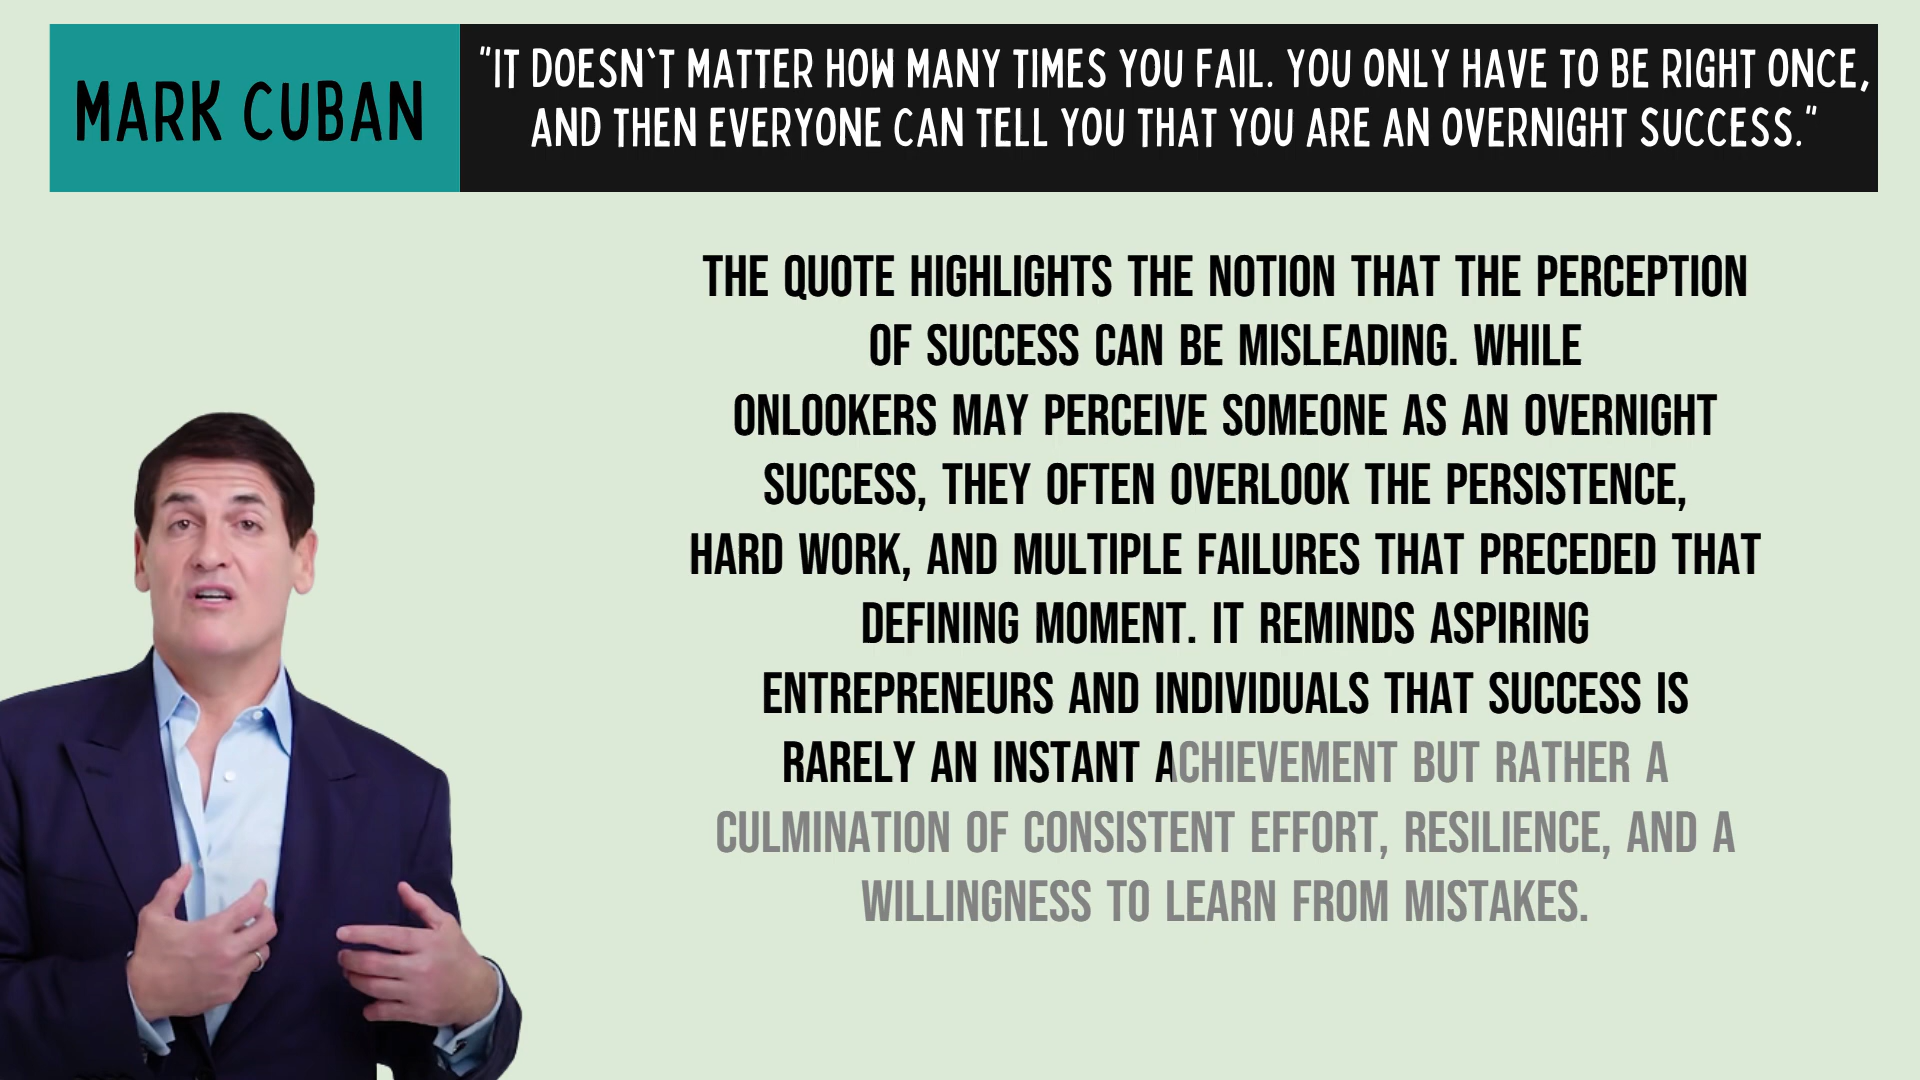 MARK CUBAN
"IT DOESN`T MATTER HOW MANY TIMES YOU FAIL. YOU ONLY HAVE TO BE RIGHT ONCE,
AND THEN EVERYONE CAN TELL YOU THAT YOU ARE AN OVERNIGHT SUCCESS."
THE QUOTE HIGHLIGHTS THE NOTION THAT THE PERCEPTION
OF SUCCESS CAN BE MISLEADING. WHILE
ONLOOKERS MAY PERCEIVE SOMEONE AS AN OVERNIGHT
SUCCESS, THEY OFTEN OVERLOOK THE PERSISTENCE,
HARD WORK, AND MULTIPLE FAILURES THAT PRECEDED THAT
DEFINING MOMENT. IT REMINDS ASPIRING
ENTREPRENEURS AND INDIVIDUALS THAT SUCCESS IS
RARELY AN INSTANT ACHIEVEMENT BUT RATHER A
CULMINATION OF CONSISTENT EFFORT, RESILIENCE, AND A
WILLINGNESS TO LEARN FROM MISTAKES.